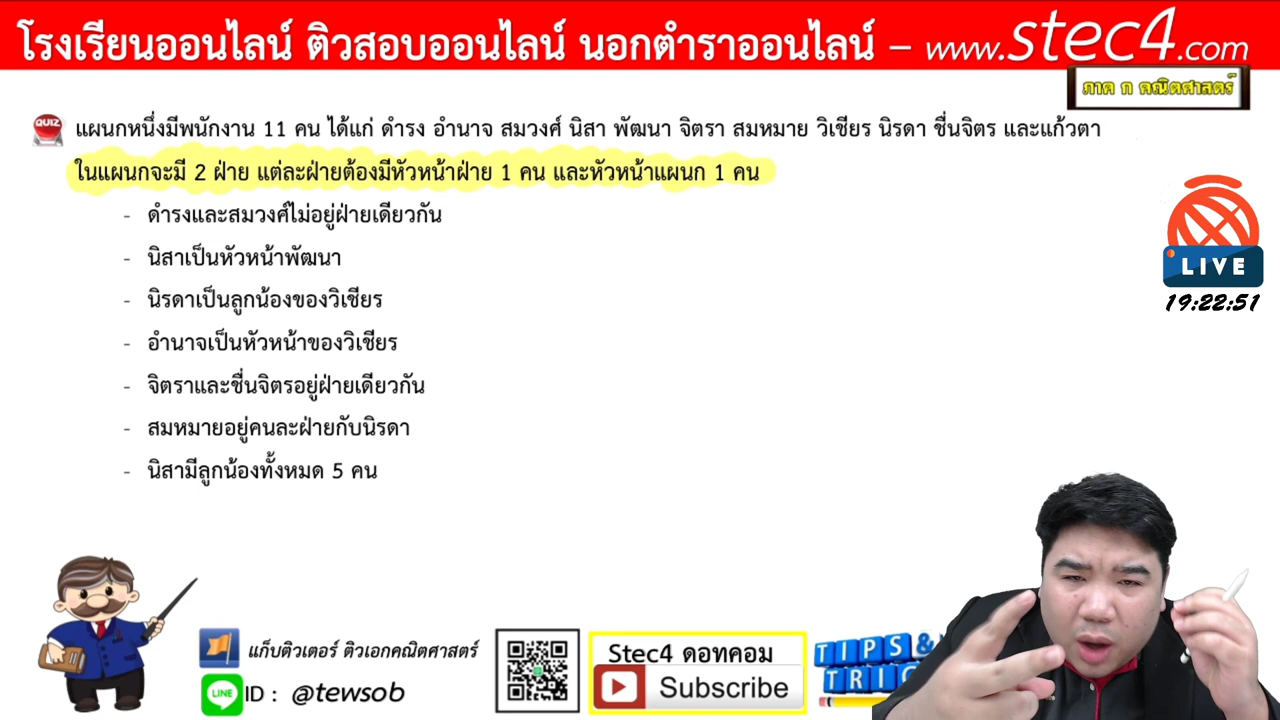 โรงเรียนออนไลน์ ติวสอบออนไลน์ นอกตำราออนไลน์ – www.stec4.com
ภาค ก คณิตศาสตร์
QUIZ แผนกหนึ่งมีพนักงาน 11 คน ได้แก่ ดำรง อำนาจ สมวงศ์ นิสา พัฒนา จิตรา สมหมาย วิเชียร นิรดา ชื่นจิตร และแก้วตา
ในแผนกจะมี 2 ฝ่าย แต่ละฝ่ายต้องมีหัวหน้าฝ่าย 1 คน และหัวหน้าแผนก 1 คน
- ดำรงและสมวงศ์ไม่อยู่ฝ่ายเดียวกัน
- นิสาเป็นหัวหน้าพัฒนา
- นิรดาเป็นลูกน้องของวิเชียร
- อำนาจเป็นหัวหน้าของวิเชียร
- จิตราและชื่นจิตรอยู่ฝ่ายเดียวกัน
- สมหมายอยู่คนละฝ่ายกับนิรดา
- นิสามีลูกน้องทั้งหมด 5 คน
LIVE
19:22:51
แก็บติวเตอร์ ติวเอกคณิตศาสตร์
LINE ID : @tewsob
Stec4 ดอทคอม
Subscribe
TIPS &